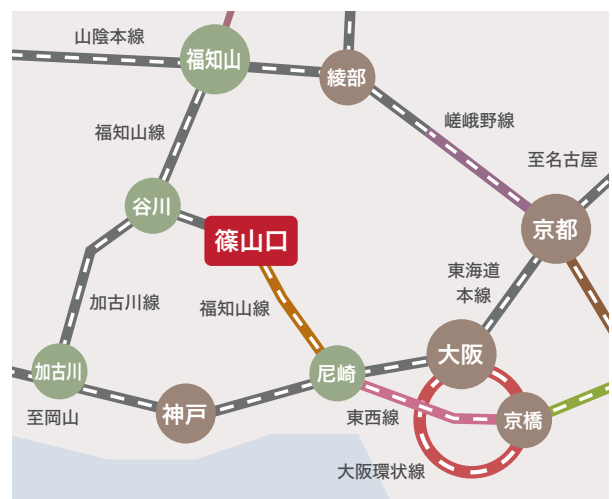 山陰本線
福知山
綾部
福知山線
嵯峨野線
至名古屋
谷川
京都
篠山口
東海道
本線
加古川線
福知山線
大阪
加古川
尼崎
神戸
至岡山
東西線
京橋
大阪環状線